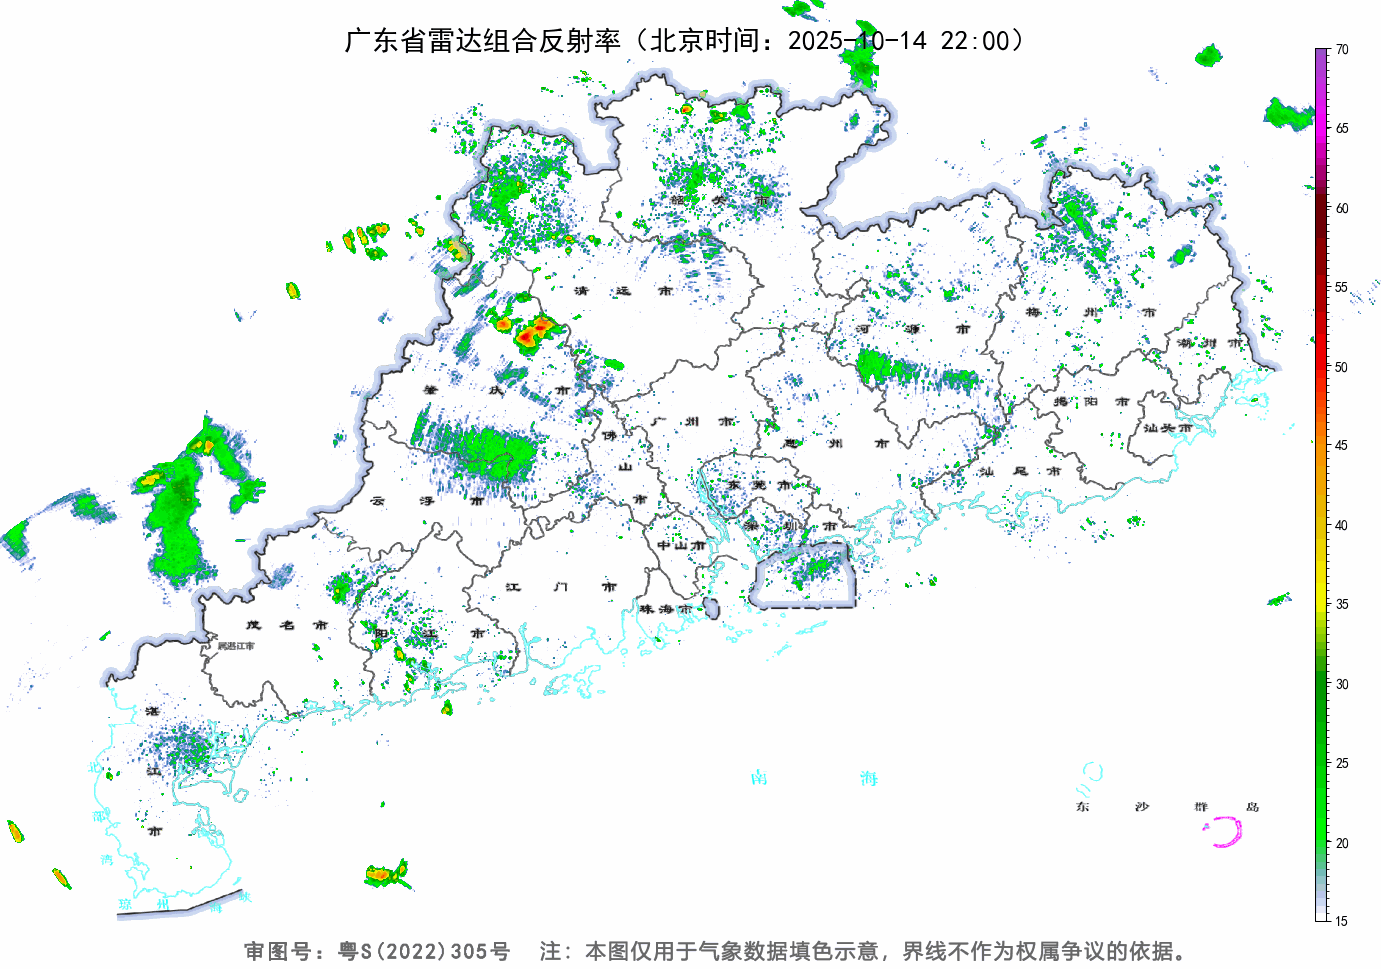 广东省雷达组合反射率（北京时间：2025-10-14 22:00）
70
65
60
55
50
45
40
35
30
25
20
15
韶关市
清远市
河源市
梅州市
潮州市
肇庆市
揭阳市
汕头市
广州市
佛山市
惠州市
云浮市
汕尾市
东莞市
深圳市
中山市
江门市
珠海市
茂名市
阳江市
属湛江市
湛江市
北部湾
南海
东沙群岛
琼州海峡
审图号：粤S(2022)305号 注：本图仅用于气象数据填色示意，界线不作为权属争议的依据。